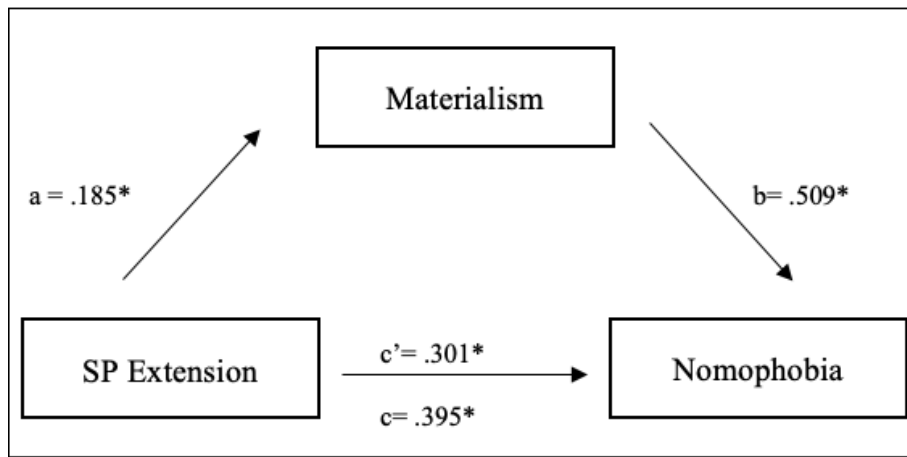 Materialism
a = .185*
b= .509*
SP Extension
c’= .301*
c= .395*
Nomophobia